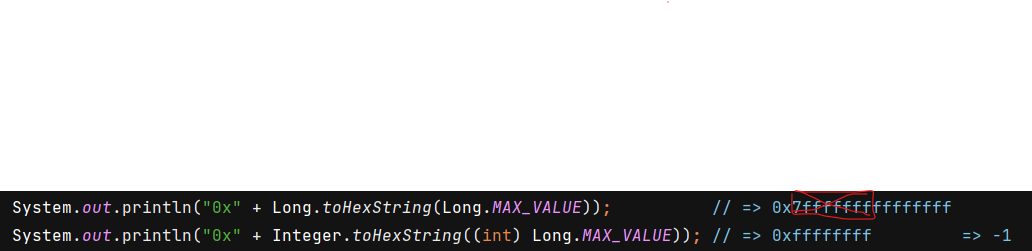 System.out.println("0x" + Long.toHexString(Long.MAX_VALUE));          // => 0x7fffffffffffffff
System.out.println("0x" + Integer.toHexString((int) Long.MAX_VALUE)); // => 0xffffffff         => -1